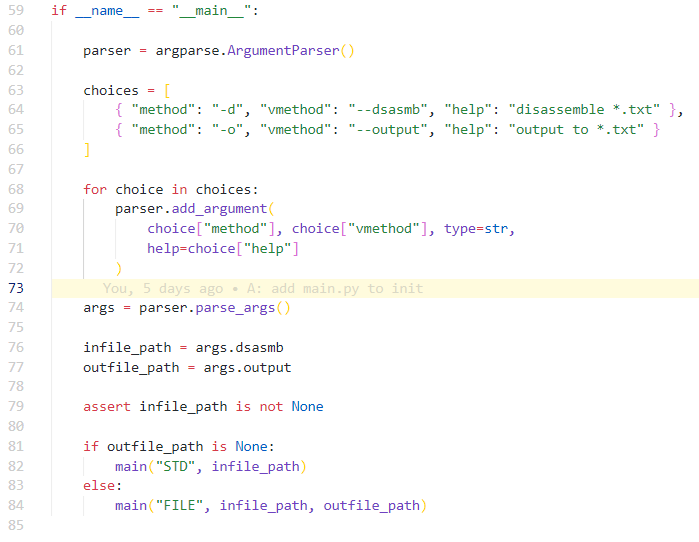 59 if __name__ == "__main__":
60
61     parser = argparse.ArgumentParser()
62
63     choices = [
64         { "method": "-d", "vmethod": "--dsasmb", "help": "disassemble *.txt" },
65         { "method": "-o", "vmethod": "--output", "help": "output to *.txt" }
66     ]
67
68     for choice in choices:
69         parser.add_argument(
70             choice["method"], choice["vmethod"], type=str,
71             help=choice["help"]
72         )
73     You, 5 days ago • A: add main.py to init
74     args = parser.parse_args()
75
76     infile_path = args.dsasmb
77     outfile_path = args.output
78
79     assert infile_path is not None
80
81     if outfile_path is None:
82         main("STD", infile_path)
83     else:
84         main("FILE", infile_path, outfile_path)
85